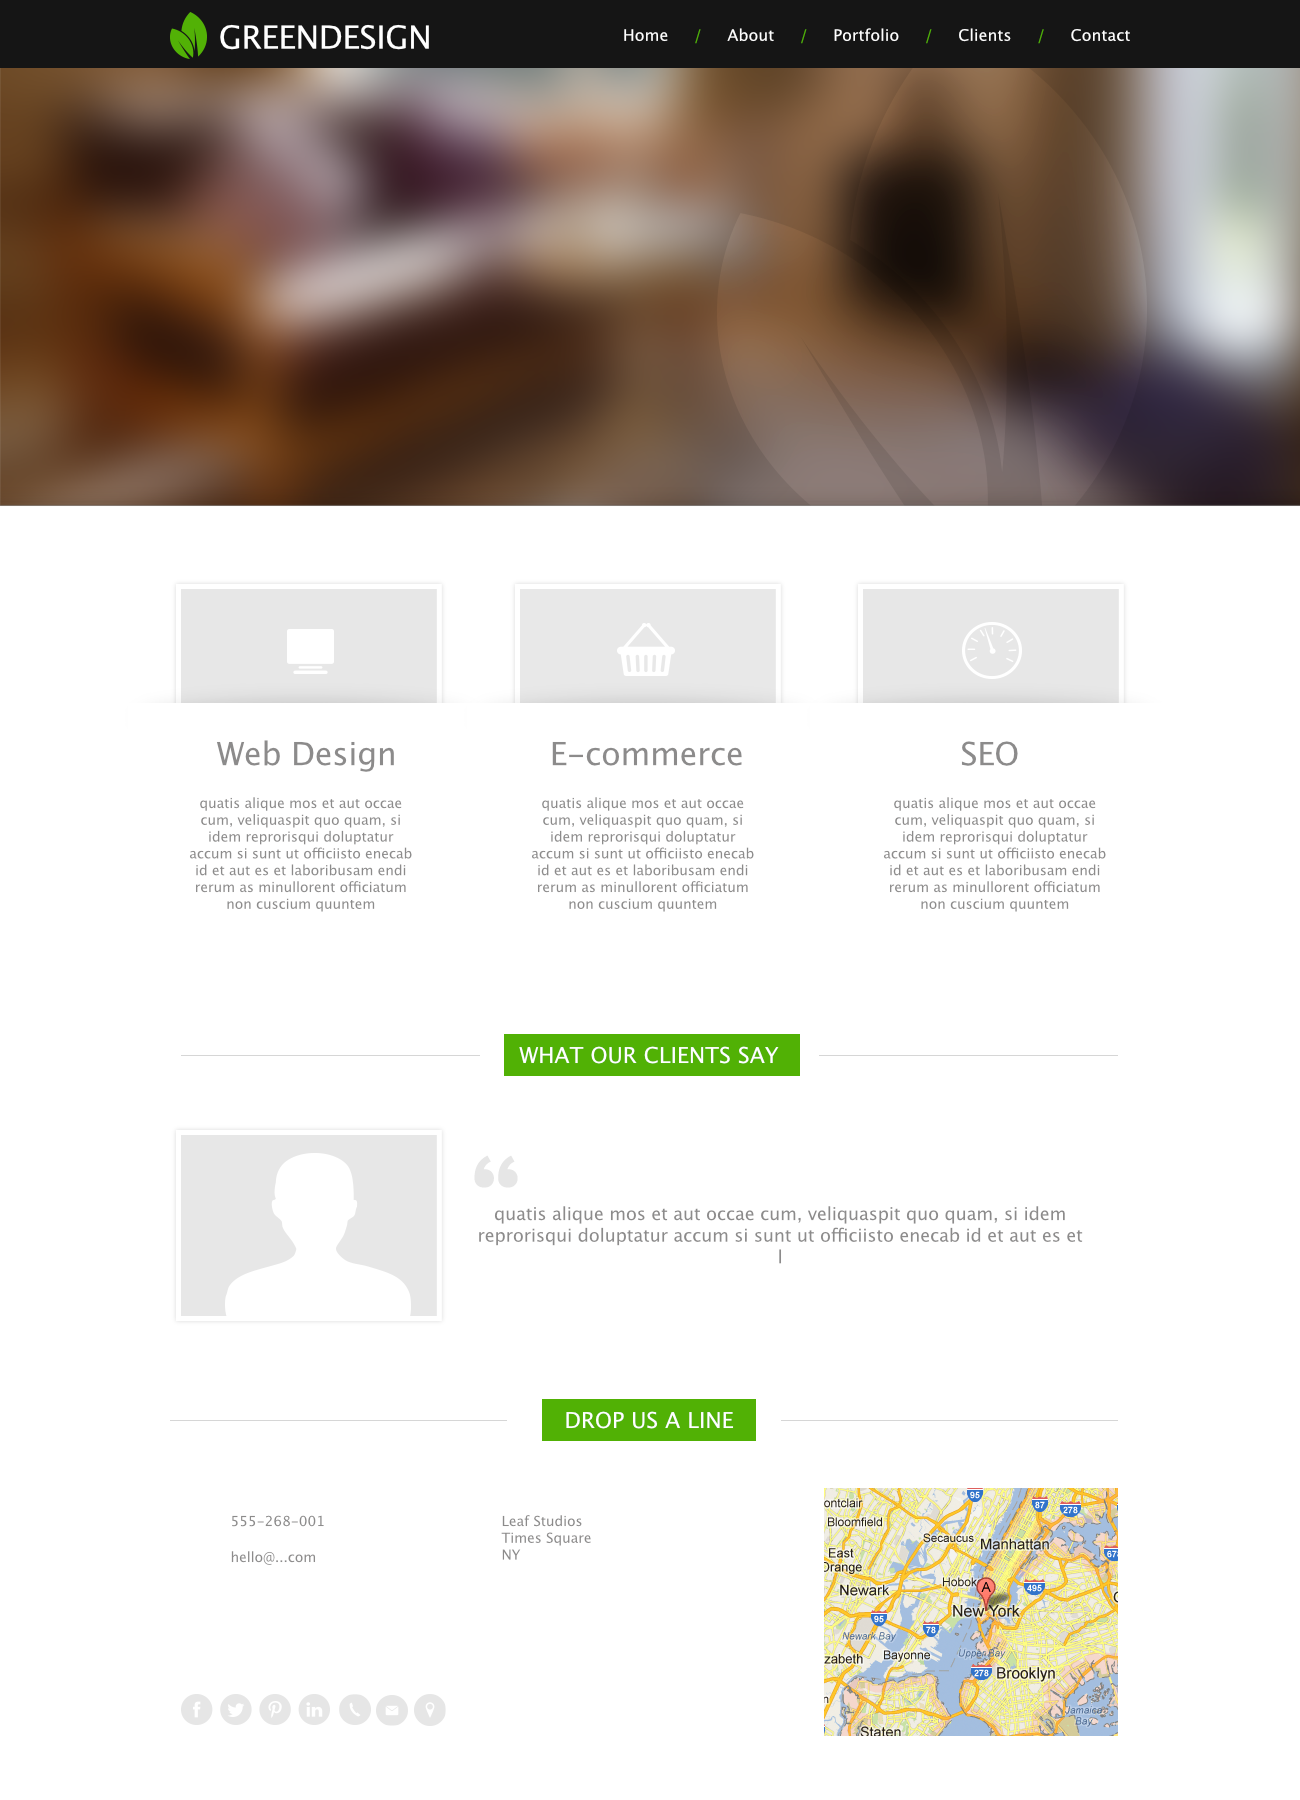 GREENDESIGN
Home / About / Portfolio / Clients / Contact
Web Design
quatis alique mos et aut occae
cum, veliquaspit quo quam, si
idem reprorisqui doluptatur
accum si sunt ut officiisto enecab
id et aut es et laboribusam endi
rerum as minullorent officiatum
non cuscium quuntem
E-commerce
quatis alique mos et aut occae
cum, veliquaspit quo quam, si
idem reprorisqui doluptatur
accum si sunt ut officiisto enecab
id et aut es et laboribusam endi
rerum as minullorent officiatum
non cuscium quuntem
SEO
quatis alique mos et aut occae
cum, veliquaspit quo quam, si
idem reprorisqui doluptatur
accum si sunt ut officiisto enecab
id et aut es et laboribusam endi
rerum as minullorent officiatum
non cuscium quuntem
WHAT OUR CLIENTS SAY
“
quatis alique mos et aut occae cum, veliquaspit quo quam, si idem
reprorisqui doluptatur accum si sunt ut officiisto enecab id et aut es et
l
DROP US A LINE
555-268-001
hello@...com
Leaf Studios
Times Square
NY
95
87
278
ontclair
Bloomfield
Secaucus
Manhattan
East
Orange
678
Newark
Hobok
A
495
New York
95
78
Newark Bay
Bayonne
Upper Bay
zabeth
278
Brooklyn
Jamaica
Bay
Staten